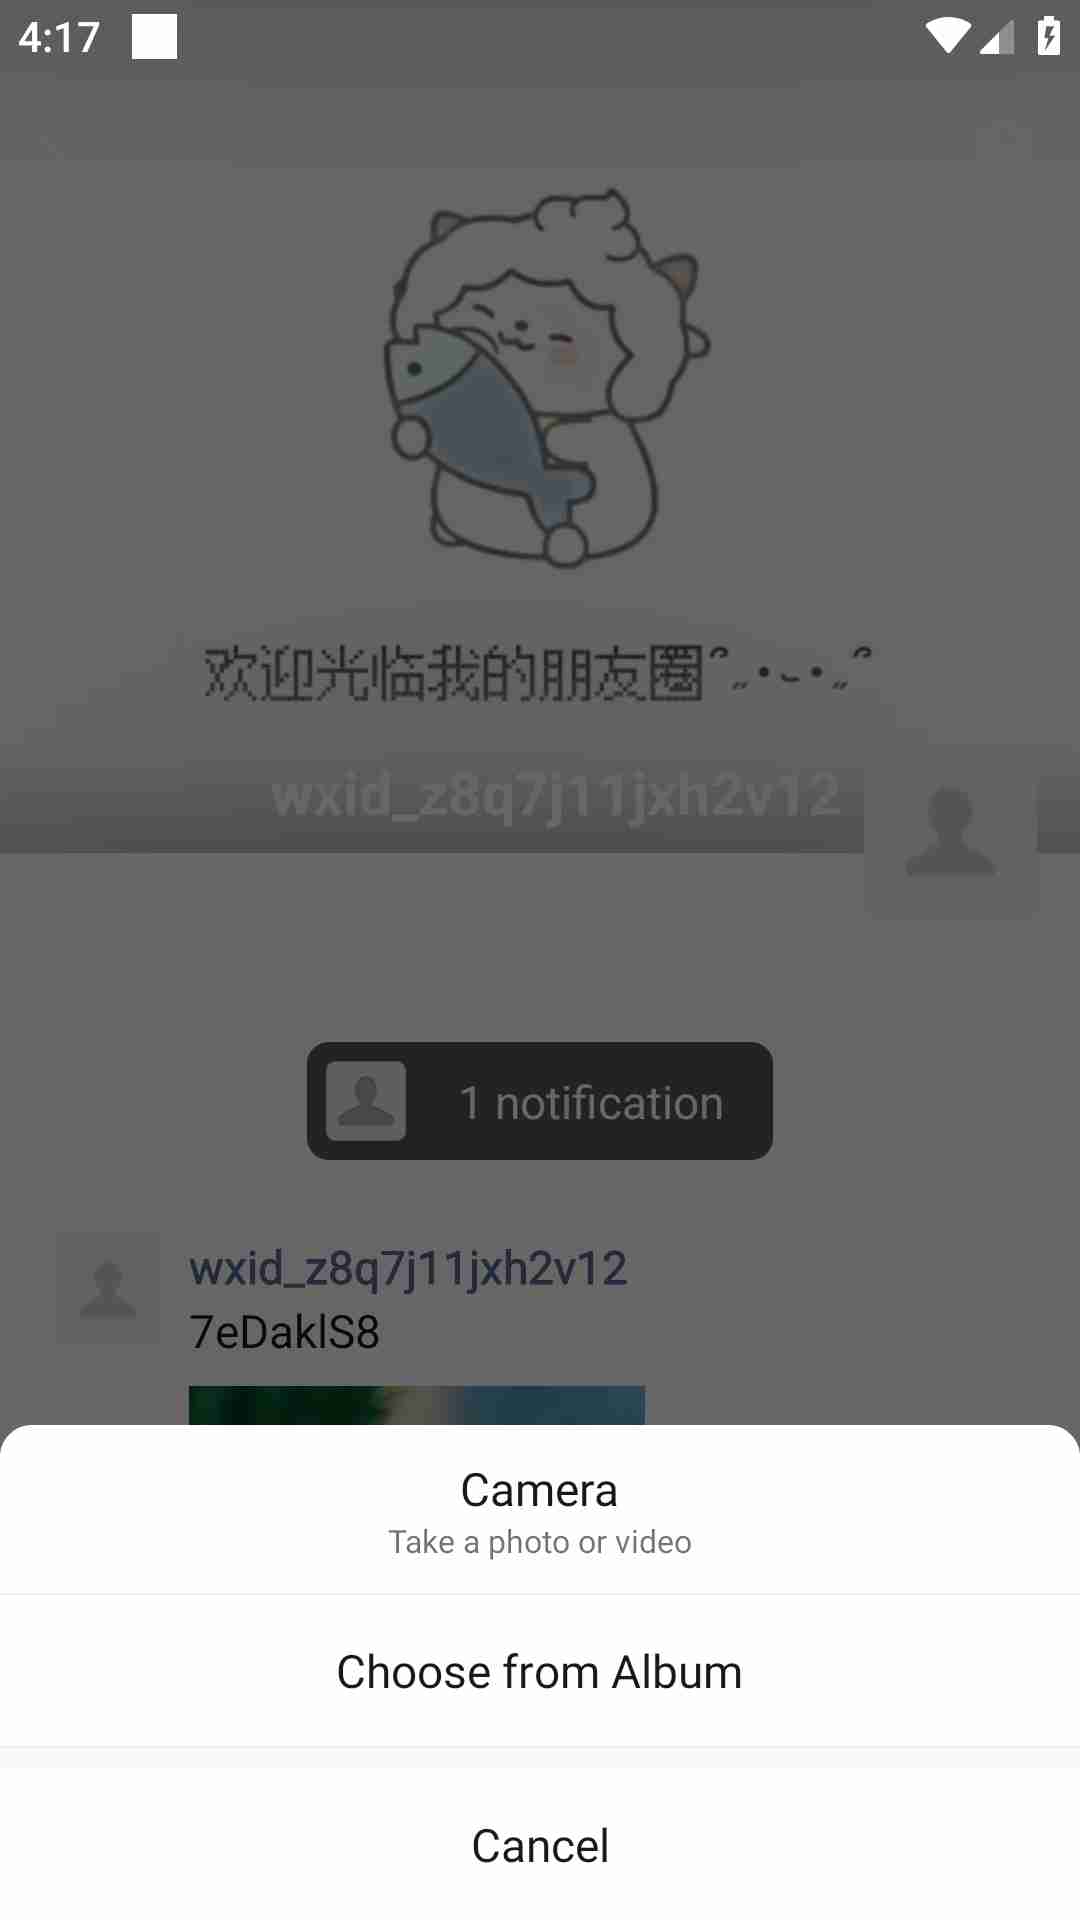 4:17
欢迎光临我的朋友圈
wxid_z8q7j11jxh2v12
1 notification
wxid_z8q7j11jxh2v12
7eDaklS8
Camera
Take a photo or video
Choose from Album
Cancel